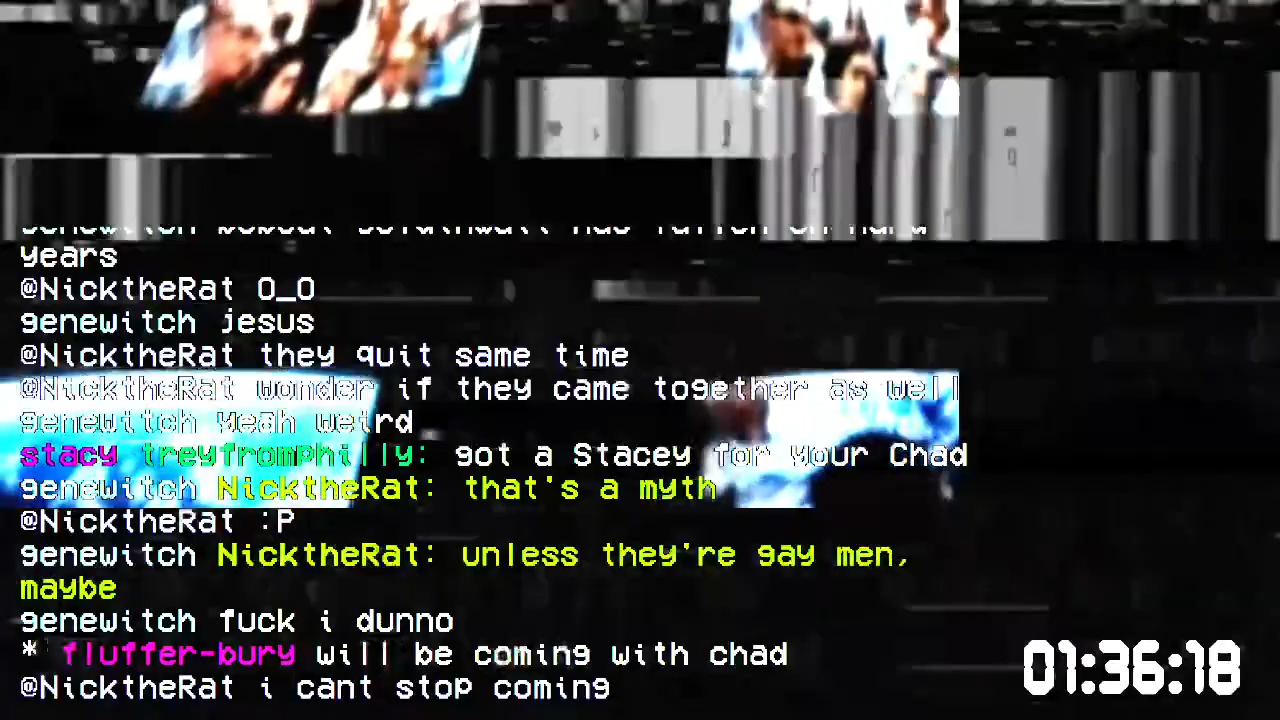 years
@NicktheRat O_O
genewitch jesus
@NicktheRat they quit same time
@NicktheRat wonder if they came together as well
genewitch yeah weird
stacy treyfromphilly: got a Stacey for your Chad
genewitch NicktheRat: that's a myth
@NicktheRat :P
genewitch NicktheRat: unless they're gay men,
maybe
genewitch fuck i dunno
* fluffer-bury will be coming with chad
@NicktheRat i cant stop coming
01:36:18